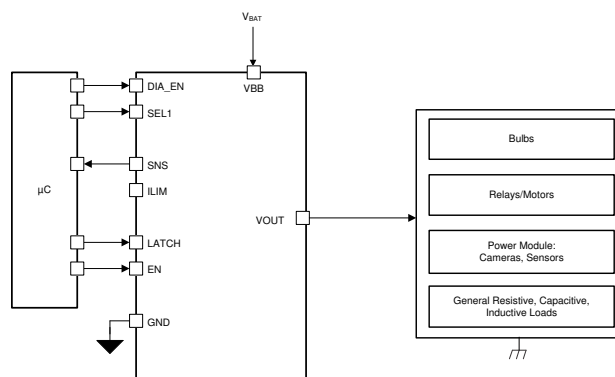 VBAT
DIA_EN
VBB
SEL1
SNS
µC
ILIM
VOUT
LATCH
EN
GND
Bulbs
Relays/Motors
Power Module:
Cameras, Sensors
General Resistive, Capacitive,
Inductive Loads